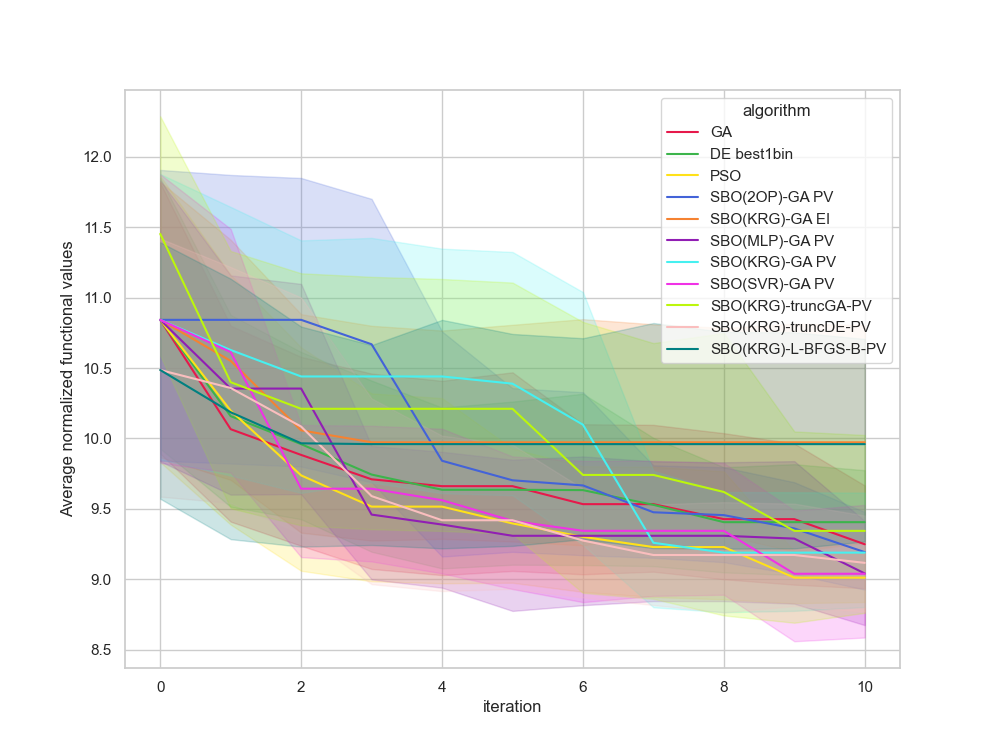 Average normalized functional values
12.0
11.5
11.0
10.5
10.0
9.5
9.0
8.5
0 2 4 6 8 10
iteration
algorithm
GA
DE best1bin
PSO
SBO(2OP)-GA PV
SBO(KRG)-GA EI
SBO(MLP)-GA PV
SBO(KRG)-GA PV
SBO(SVR)-GA PV
SBO(KRG)-truncGA-PV
SBO(KRG)-truncDE-PV
SBO(KRG)-L-BFGS-B-PV